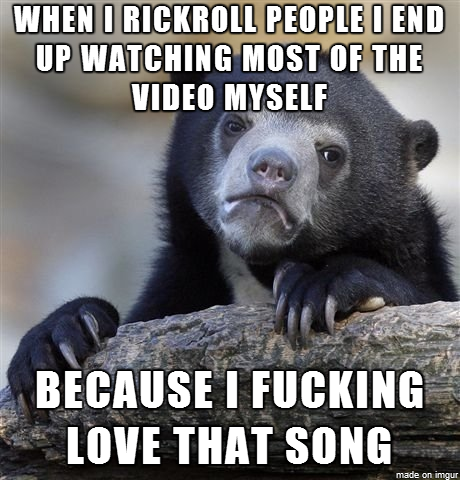 WHEN I RICKROLL PEOPLE I END
UP WATCHING MOST OF THE
VIDEO MYSELF
BECAUSE I FUCKING
LOVE THAT SONG
made on imgur